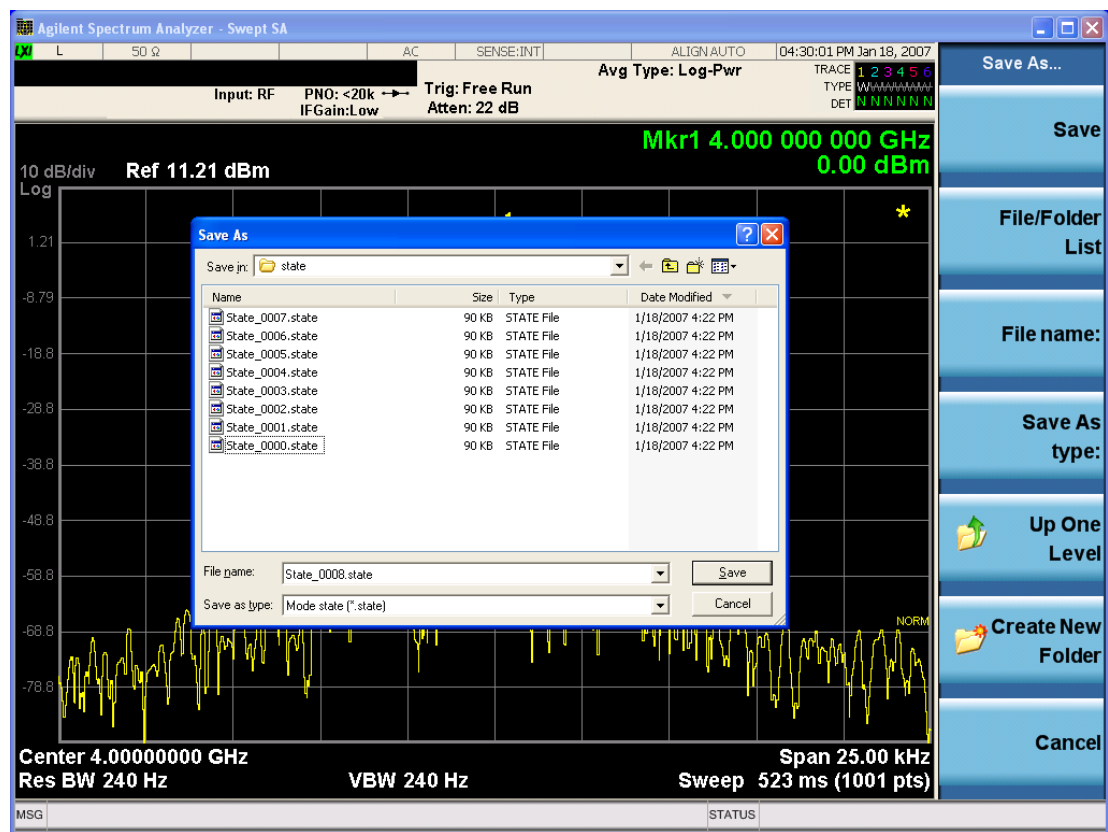 Agilent Spectrum Analyzer - Swept SA
LXI L 50 Ω AC SENSE:INT ALIGN AUTO 04:30:01 PM Jan 18, 2007
Input: RF PNO: <20k IFGain:Low
Trig: Free Run
Atten: 22 dB
Avg Type: Log-Pwr
TRACE 1 2 3 4 5 6
TYPE WWWWWW
DET N N N N N N
Mkr1 4.000 000 000 GHz
0.00 dBm
10 dB/div Ref 11.21 dBm
Log
1.21
-8.79
-18.8
-28.8
-38.8
-48.8
-58.8
-68.8
-78.8
NORM
Save As
Save in: state
Name Size Type Date Modified
State_0007.state 90 KB STATE File 1/18/2007 4:22 PM
State_0006.state 90 KB STATE File 1/18/2007 4:22 PM
State_0005.state 90 KB STATE File 1/18/2007 4:22 PM
State_0004.state 90 KB STATE File 1/18/2007 4:22 PM
State_0003.state 90 KB STATE File 1/18/2007 4:22 PM
State_0002.state 90 KB STATE File 1/18/2007 4:22 PM
State_0001.state 90 KB STATE File 1/18/2007 4:22 PM
State_0000.state 90 KB STATE File 1/18/2007 4:22 PM
File name: State_0008.state Save
Save as type: Mode state (*.state) Cancel
Center 4.00000000 GHz Span 25.00 kHz
Res BW 240 Hz VBW 240 Hz Sweep 523 ms (1001 pts)
MSG STATUS
Save As...
Save
File/Folder
List
File name:
Save As
type:
Up One
Level
Create New
Folder
Cancel